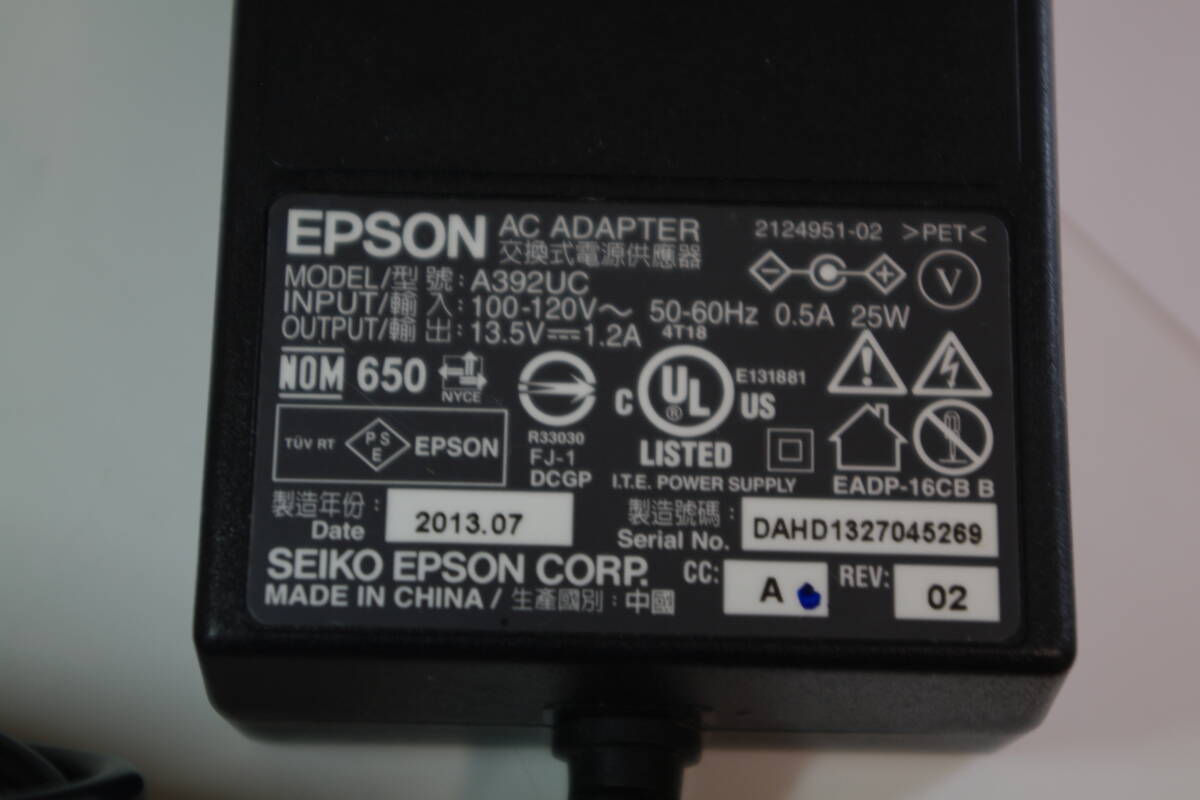 EPSON AC ADAPTER 2124951-02 >PET<
交換式電源供應器
MODEL/型號: A392UC V
INPUT/輸入: 100-120V～ 50-60Hz 0.5A 25W
OUTPUT/輸出: 13.5V⎓1.2A 4T18
NOM 650 NYCE
C UL® US E131881
LISTED
I.T.E. POWER SUPPLY
R33030
FJ-1
DCGP
TÜV RT PSE EPSON
EADP-16CB B
製造年份: 2013.07
Date
製造號碼: DAHD1327045269
Serial No.
SEIKO EPSON CORP. CC: A REV: 02
MADE IN CHINA/生產國別:中國